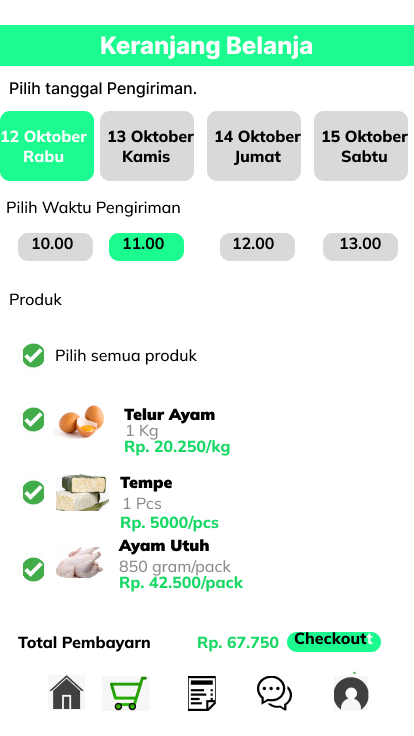 Keranjang Belanja
Pilih tanggal Pengiriman.
12 Oktober 13 Oktober 14 Oktober 15 Oktober
Rabu Kamis Jumat Sabtu
Pilih Waktu Pengiriman
10.00 11.00 12.00 13.00
Produk
Pilih semua produk
Telur Ayam
1 Kg
Rp. 20.250/kg
Tempe
1 Pcs
Rp. 5000/pcs
Ayam Utuh
850 gram/pack
Rp. 42.500/pack
Total Pembayarn Rp. 67.750 Checkoutt